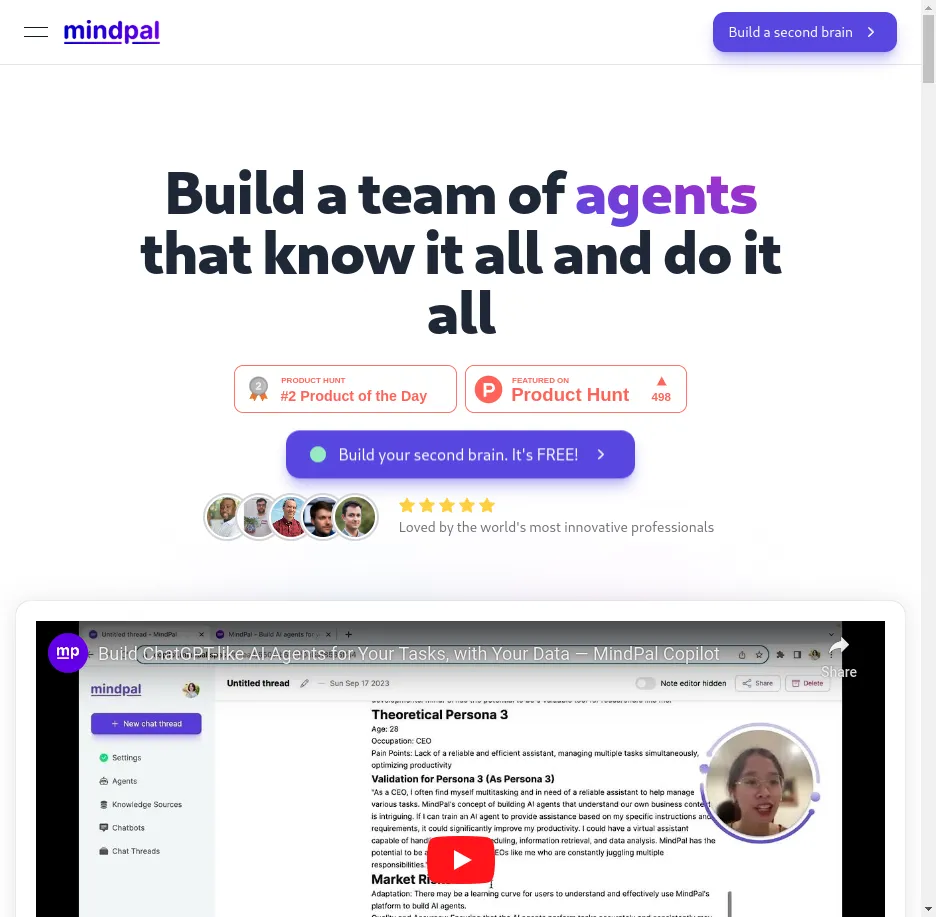 mindpal
Build a second brain
Build a team of agents
that know it all and do it
all
2
PRODUCT HUNT
#2 Product of the Day
P
FEATURED ON
Product Hunt
498
Build your second brain. It's FREE!
Loved by the world's most innovative professionals
Untitled thread - MindPal
MindPal - Build AI agents for y
mp
Build ChatGPT-like AI Agents for Your Tasks, with Your Data — MindPal Copilot
Share
mindpal
Untitled thread
Sun Sep 17 2023
Note editor hidden
Share
Delete
New chat thread
Settings
Agents
Knowledge Sources
Chatbots
Chat Threads
Theoretical Persona 3
Age: 28
Occupation: CEO
Pain Points: Lack of a reliable and efficient assistant, managing multiple tasks simultaneously,
optimizing productivity
Validation for Persona 3 (As Persona 3)
"As a CEO, I often find myself multitasking and in need of a reliable assistant to help manage
various tasks. MindPal's concept of building AI agents that understand our own business context
is intriguing. If I can train an AI agent to provide assistance based on my specific instructions and
requirements, it could significantly improve my productivity. I could have a virtual assistant
capable of information retrieval, and data analysis. MindPal has the
potential to be a like me who are constantly juggling multiple
responsibilities.
Market
Adaptation: There may be a learning curve for users to understand and effectively use MindPal's
platform to build AI agents.